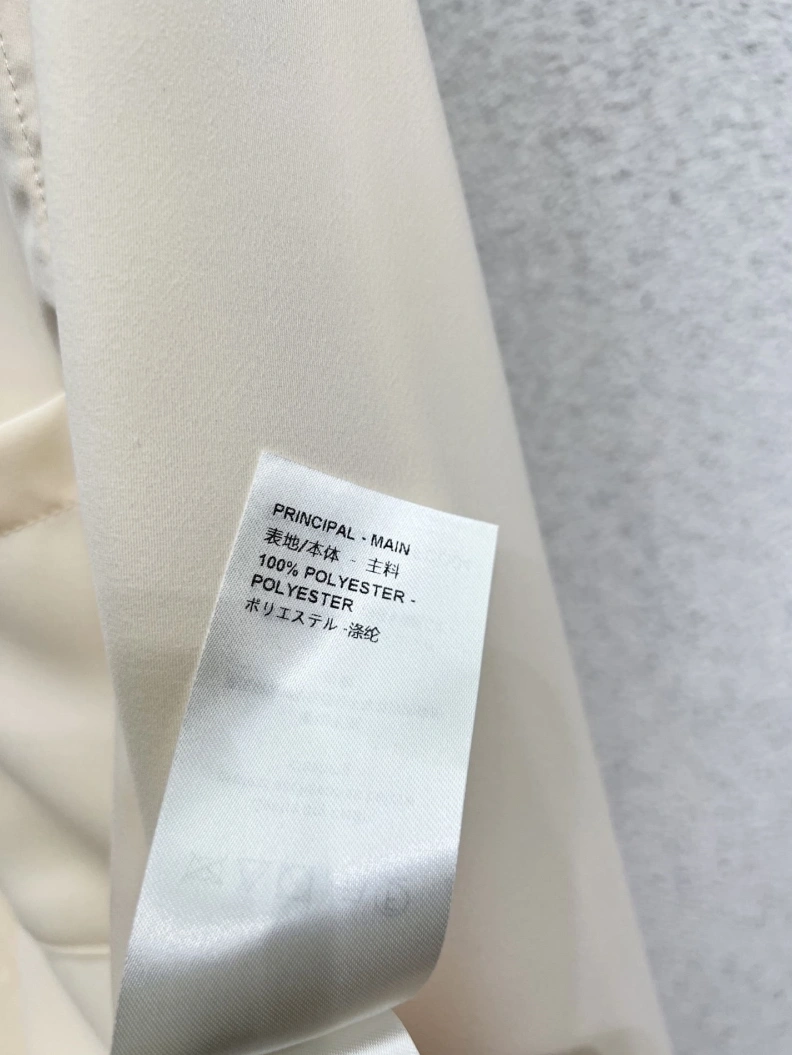 PRINCIPAL - MAIN
表地/本体 - 主料
100% POLYESTER -
POLYESTER
ポリエステル -涤纶